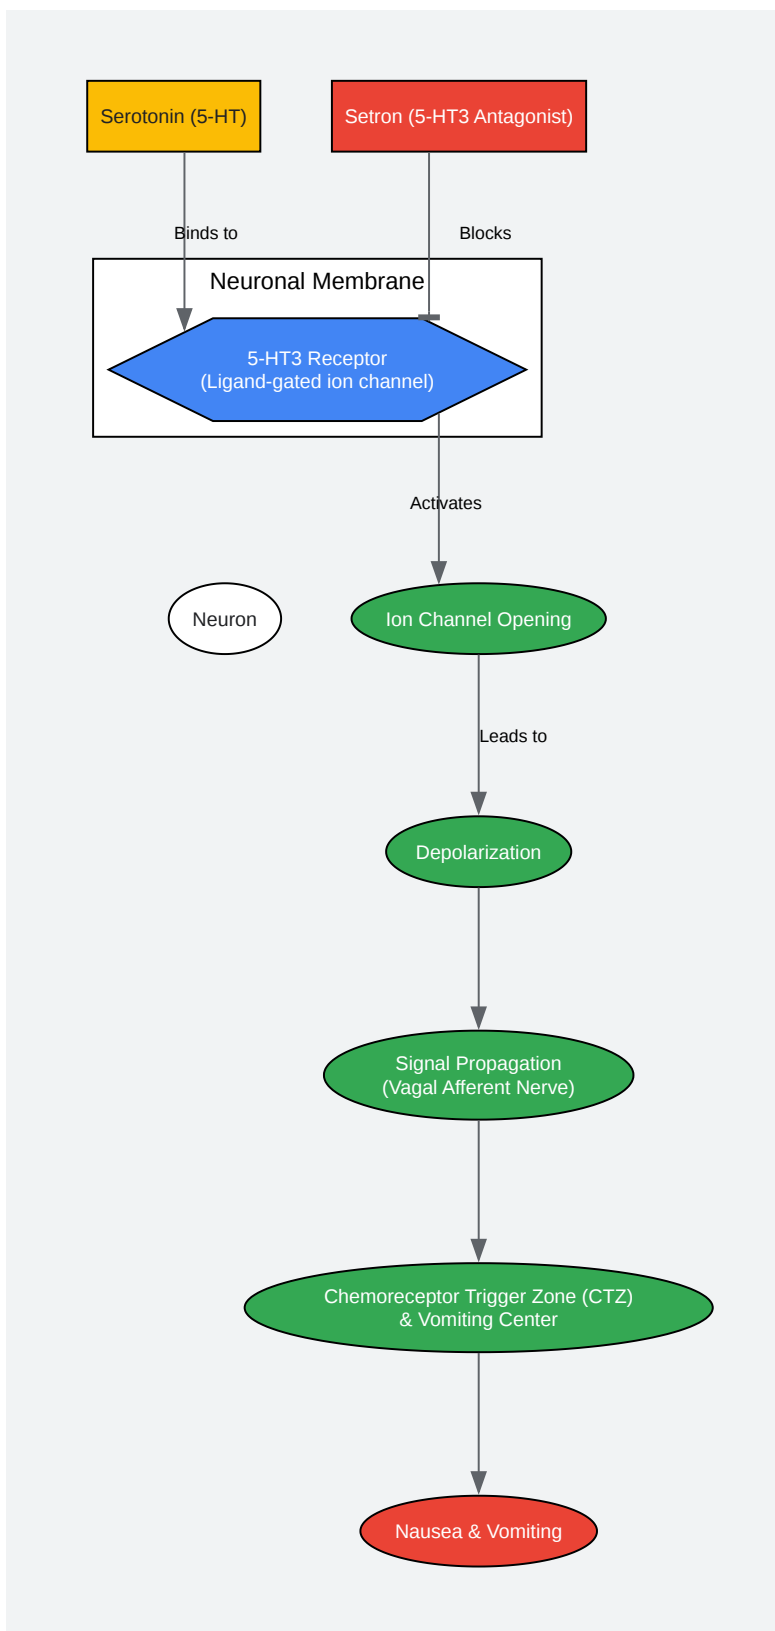 Serotonin (5-HT)
Setron (5-HT3 Antagonist)
Binds to
Blocks
Neuronal Membrane
5-HT3 Receptor
(Ligand-gated ion channel)
Activates
Neuron
Ion Channel Opening
Leads to
Depolarization
Signal Propagation
(Vagal Afferent Nerve)
Chemoreceptor Trigger Zone (CTZ)
& Vomiting Center
Nausea & Vomiting